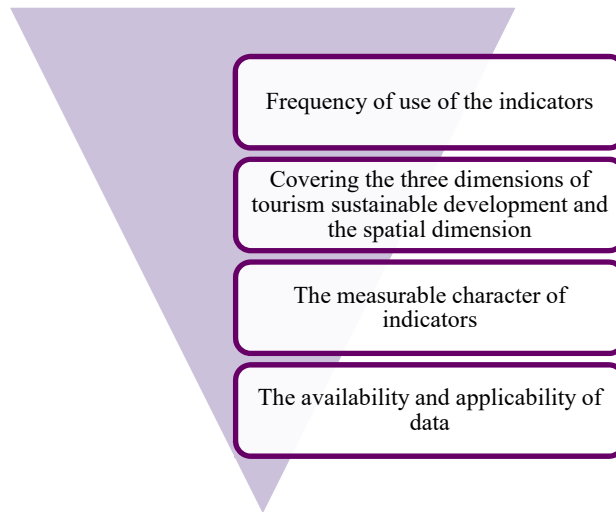 Frequency of use of the indicators
Covering the three dimensions of
tourism sustainable development and
the spatial dimension
The measurable character of
indicators
The availability and applicability of
data